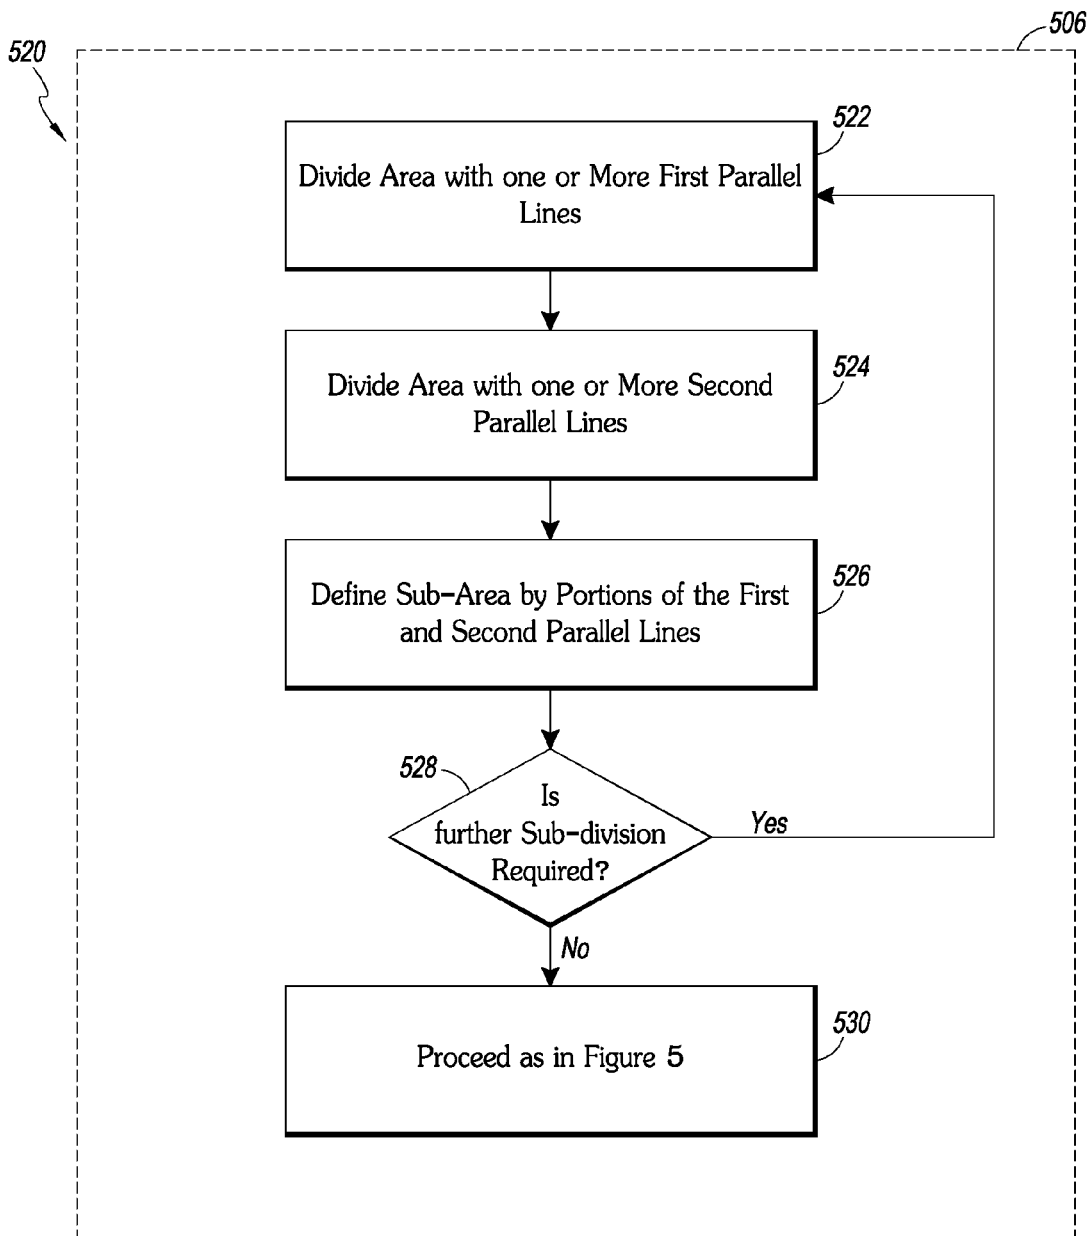 506
520
522
Divide Area with one or More First Parallel
Lines
524
Divide Area with one or More Second
Parallel Lines
526
Define Sub-Area by Portions of the First
and Second Parallel Lines
528
Is
further Sub-division
Required?
Yes
No
530
Proceed as in Figure 5